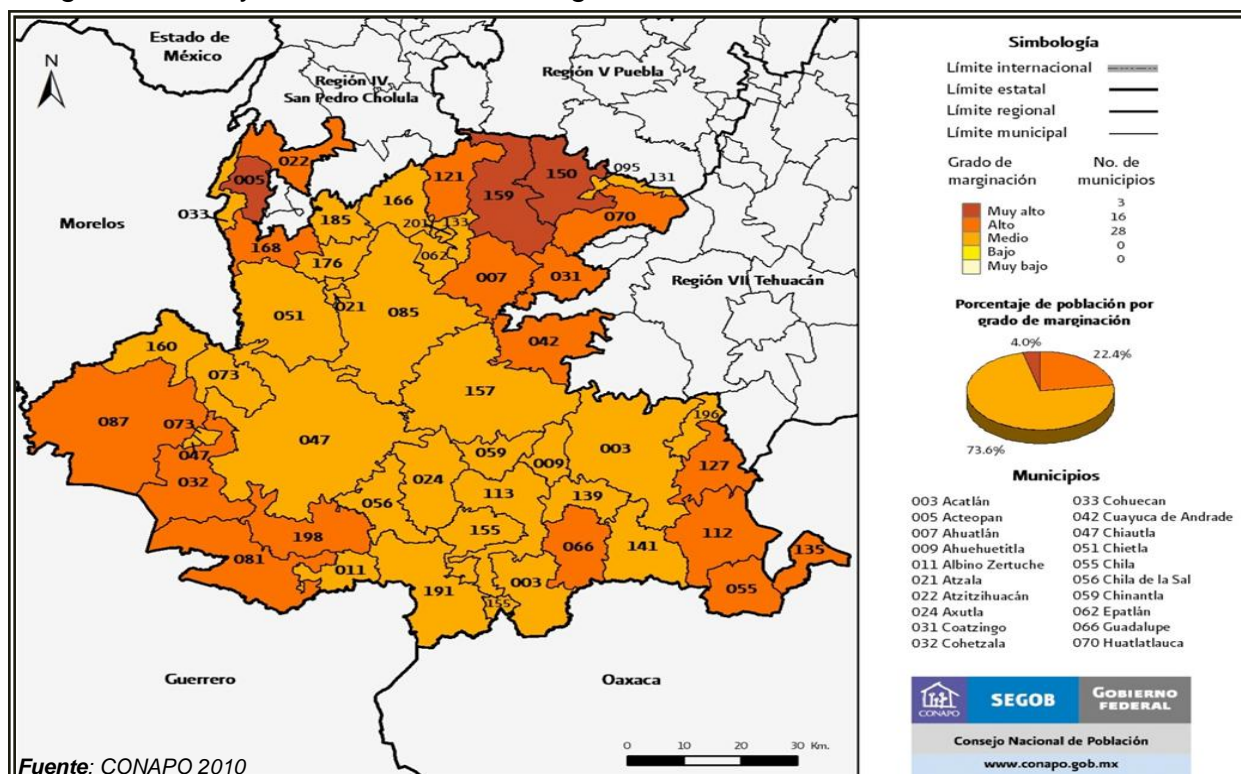 Estado de
México
N
Región IV
San Pedro Cholula
Región V Puebla
022
005
121
159
150
095
131
033
166
070
Morelos
185
201
133
168
062
176
007
031
Región VII Tehuacán
021
051
085
042
160
073
157
087
196
073
047
003
047
059
127
032
024
009
113
056
139
198
155
112
066
141
135
081
011
003
055
191
155
Guerrero
Oaxaca
0 10 20 30 Km.
Fuente: CONAPO 2010
Simbología
Límite internacional
Límite estatal
Límite regional
Límite municipal
Grado de
marginación
No. de
municipios
Muy alto 3
Alto 16
Medio 28
Bajo 0
Muy bajo 0
Porcentaje de población por
grado de marginación
4.0%
22.4%
73.6%
Municipios
003 Acatlán
005 Acteopan
007 Ahuatlán
009 Ahuehuetitla
011 Albino Zertuche
021 Atzala
022 Atzitzihuacán
024 Axutla
031 Coatzingo
032 Cohetzala
033 Cohuecan
042 Cuayuca de Andrade
047 Chiautla
051 Chietla
055 Chila
056 Chila de la Sal
059 Chinantla
062 Epatlán
066 Guadalupe
070 Huatlatlauca
CONAPO
SEGOB
GOBIERNO
FEDERAL
Consejo Nacional de Población
www.conapo.gob.mx